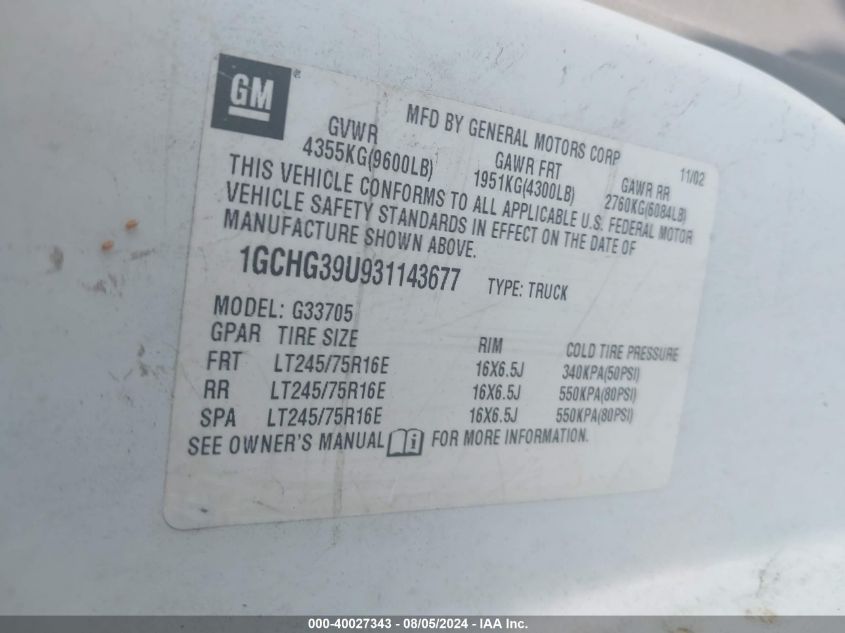 GM
MFD BY GENERAL MOTORS CORP 11/02
GVWR GAWR FRT GAWR RR
4355KG(9600LB) 1951KG(4300LB) 2760KG(6084LB)
THIS VEHICLE CONFORMS TO ALL APPLICABLE U.S. FEDERAL MOTOR
VEHICLE SAFETY STANDARDS IN EFFECT ON THE DATE OF
MANUFACTURE SHOWN ABOVE.
1GCHG39U931143677 TYPE: TRUCK
MODEL: G33705
GPAR TIRE SIZE RIM COLD TIRE PRESSURE
FRT LT245/75R16E 16X6.5J 340KPA(50PSI)
RR LT245/75R16E 16X6.5J 550KPA(80PSI)
SPA LT245/75R16E 16X6.5J 550KPA(80PSI)
SEE OWNER'S MANUAL FOR MORE INFORMATION.
000-40027343 - 08/05/2024 - IAA Inc.